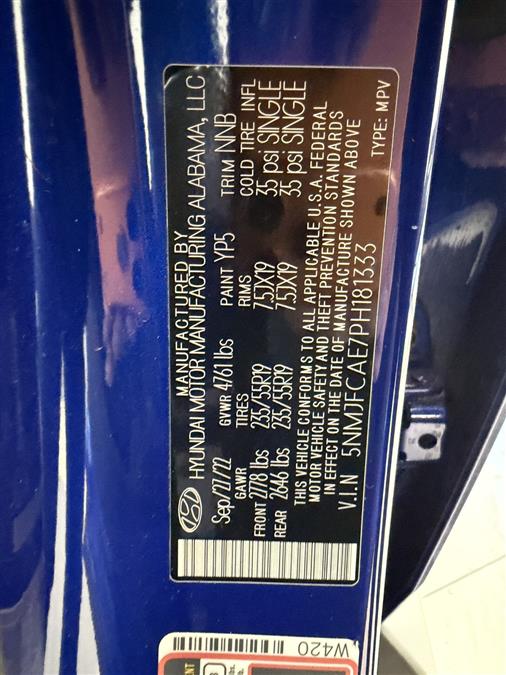 MANUFACTURED BY
HYUNDAI MOTOR MANUFACTURING ALABAMA, LLC
Sep/27/22 GVWR 4761 lbs PAINT YP5 TRIM NNB
GAWR TIRES RIMS COLD TIRE INFL
FRONT 2778 lbs 235/55R19 7.5JX19 35 psi SINGLE
REAR 2646 lbs 235/55R19 7.5JX19 35 psi SINGLE
THIS VEHICLE CONFORMS TO ALL APPLICABLE U.S.A. FEDERAL
MOTOR VEHICLE SAFETY AND THEFT PREVENTION STANDARDS
IN EFFECT ON THE DATE OF MANUFACTURE SHOWN ABOVE
V.I.N 5NMJFCAE7PH181333 TYPE: MPV
W420